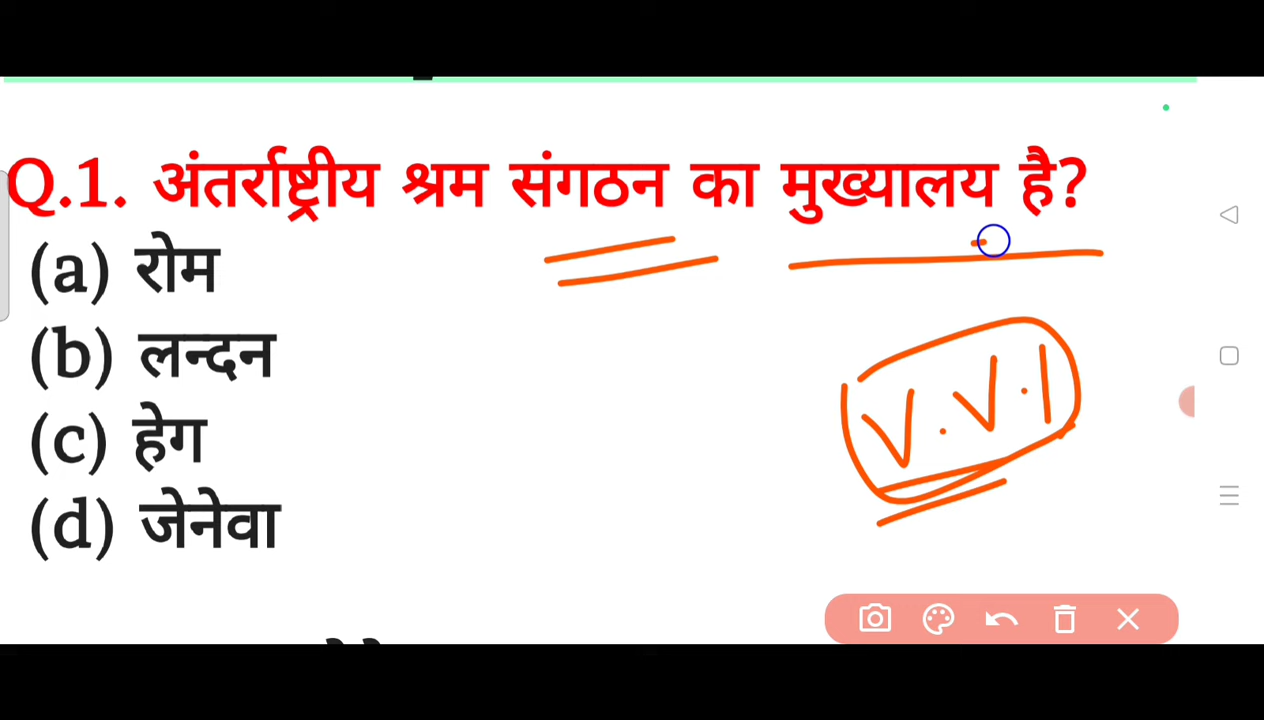 Q.1. अंतर्राष्ट्रीय श्रम संगठन का मुख्यालय है?
(a) रोम
(b) लन्दन
(c) हेग
(d) जेनेवा
V.V.I